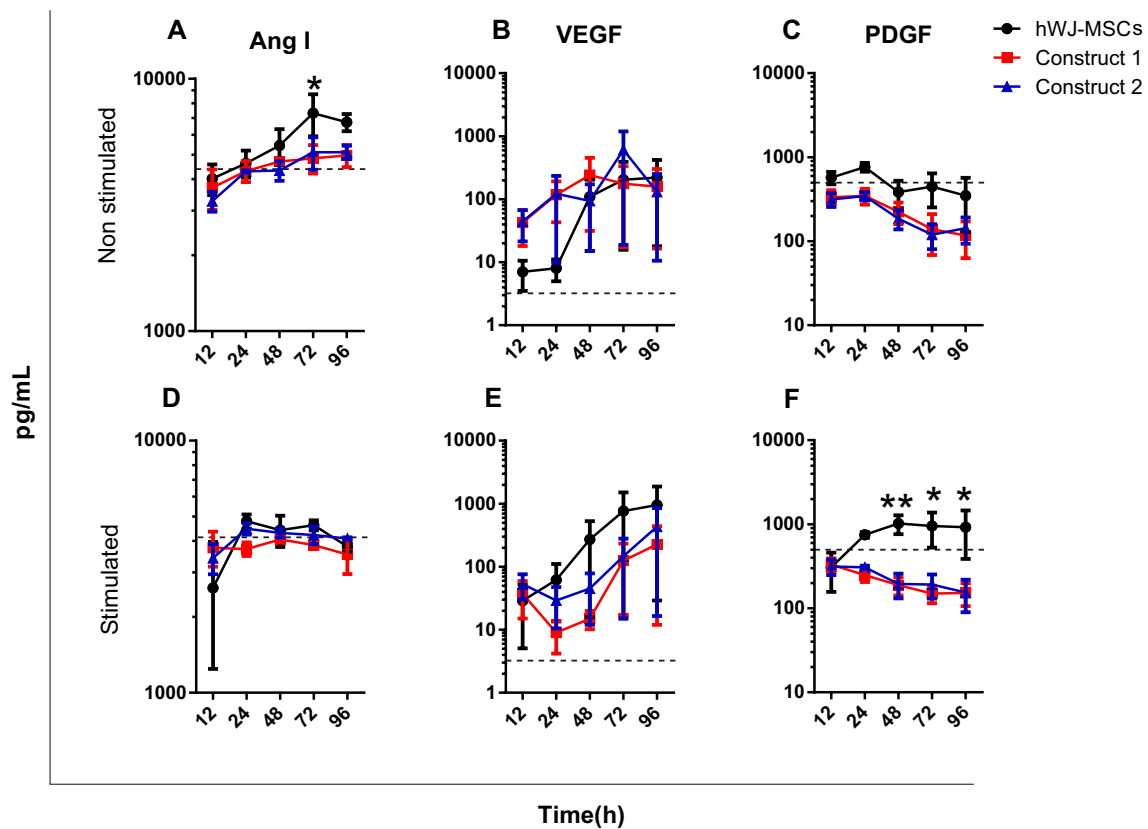 A
Ang I
B
VEGF
C
PDGF
hWJ-MSCs
Construct 1
Construct 2
Non stimulated
10000
1000
*
12 24 48 72 96
10000
1000
100
10
1
12 24 48 72 96
10000
1000
100
10
12 24 48 72 96
pg/mL
D
E
F
Stimulated
10000
1000
12 24 48 72 96
10000
1000
100
10
1
12 24 48 72 96
10000
1000
100
10
** * *
12 24 48 72 96
Time(h)